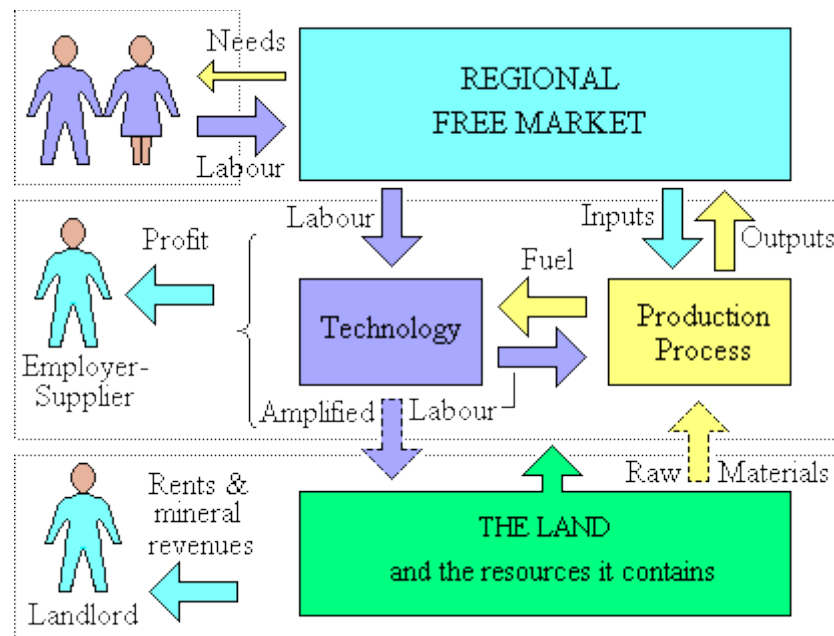 Needs
REGIONAL
FREE MARKET
Labour
Labour
Inputs
Outputs
Profit
Fuel
Technology
Production
Process
Employer-
Supplier
Amplified Labour
Raw Materials
Rents &
mineral
revenues
THE LAND
and the resources it contains
Landlord